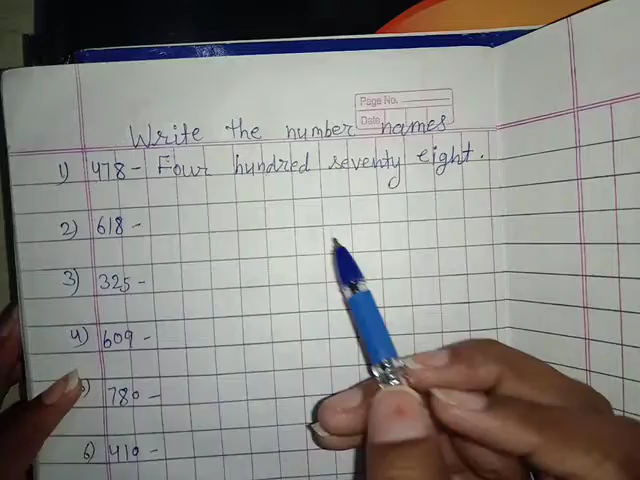 Page No.
Date
Write the number names
1) 478 - Four hundred seventy eight.
2) 618 -
3) 325 -
4) 609 -
5) 780 -
6) 410 -